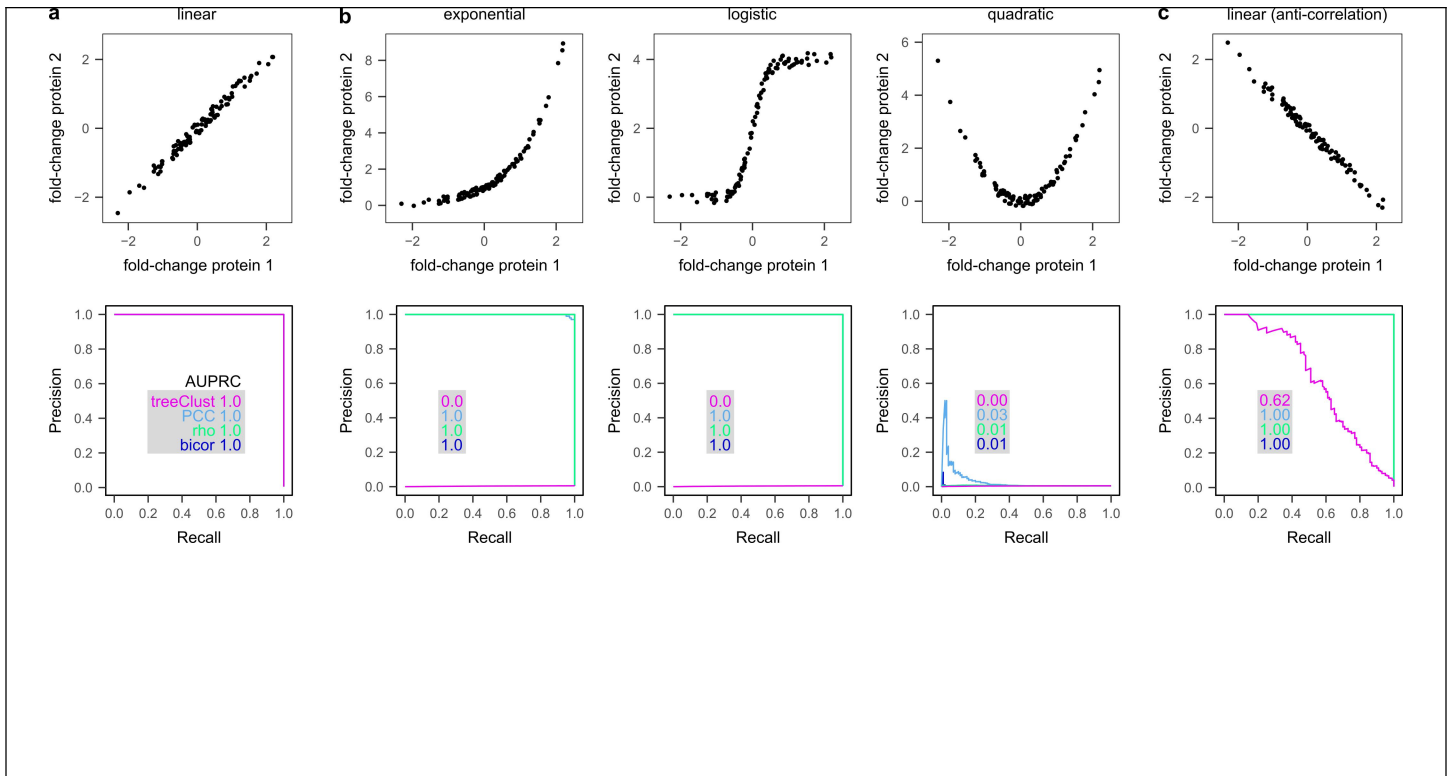 a linear b exponential logistic quadratic c linear (anti-correlation)
fold-change protein 2
2
0
−2
−2 0 2
fold-change protein 1
fold-change protein 2
8
6
4
2
0
−2 0 2
fold-change protein 1
fold-change protein 2
4
2
0
−2 0 2
fold-change protein 1
fold-change protein 2
6
4
2
0
−2 0 2
fold-change protein 1
fold-change protein 2
2
0
−2
−2 0 2
fold-change protein 1
Precision
1.0
0.8
0.6
0.4
0.2
0.0
AUPRC
treeClust 1.0
PCC 1.0
rho 1.0
bicor 1.0
0.0 0.2 0.4 0.6 0.8 1.0
Recall
Precision
1.0
0.8
0.6
0.4
0.2
0.0
0.0
1.0
1.0
1.0
0.0 0.2 0.4 0.6 0.8 1.0
Recall
Precision
1.0
0.8
0.6
0.4
0.2
0.0
0.0
1.0
1.0
1.0
0.0 0.2 0.4 0.6 0.8 1.0
Recall
Precision
1.0
0.8
0.6
0.4
0.2
0.0
0.00
0.03
0.01
0.01
0.0 0.2 0.4 0.6 0.8 1.0
Recall
Precision
1.0
0.8
0.6
0.4
0.2
0.0
0.62
1.00
1.00
1.00
0.0 0.2 0.4 0.6 0.8 1.0
Recall